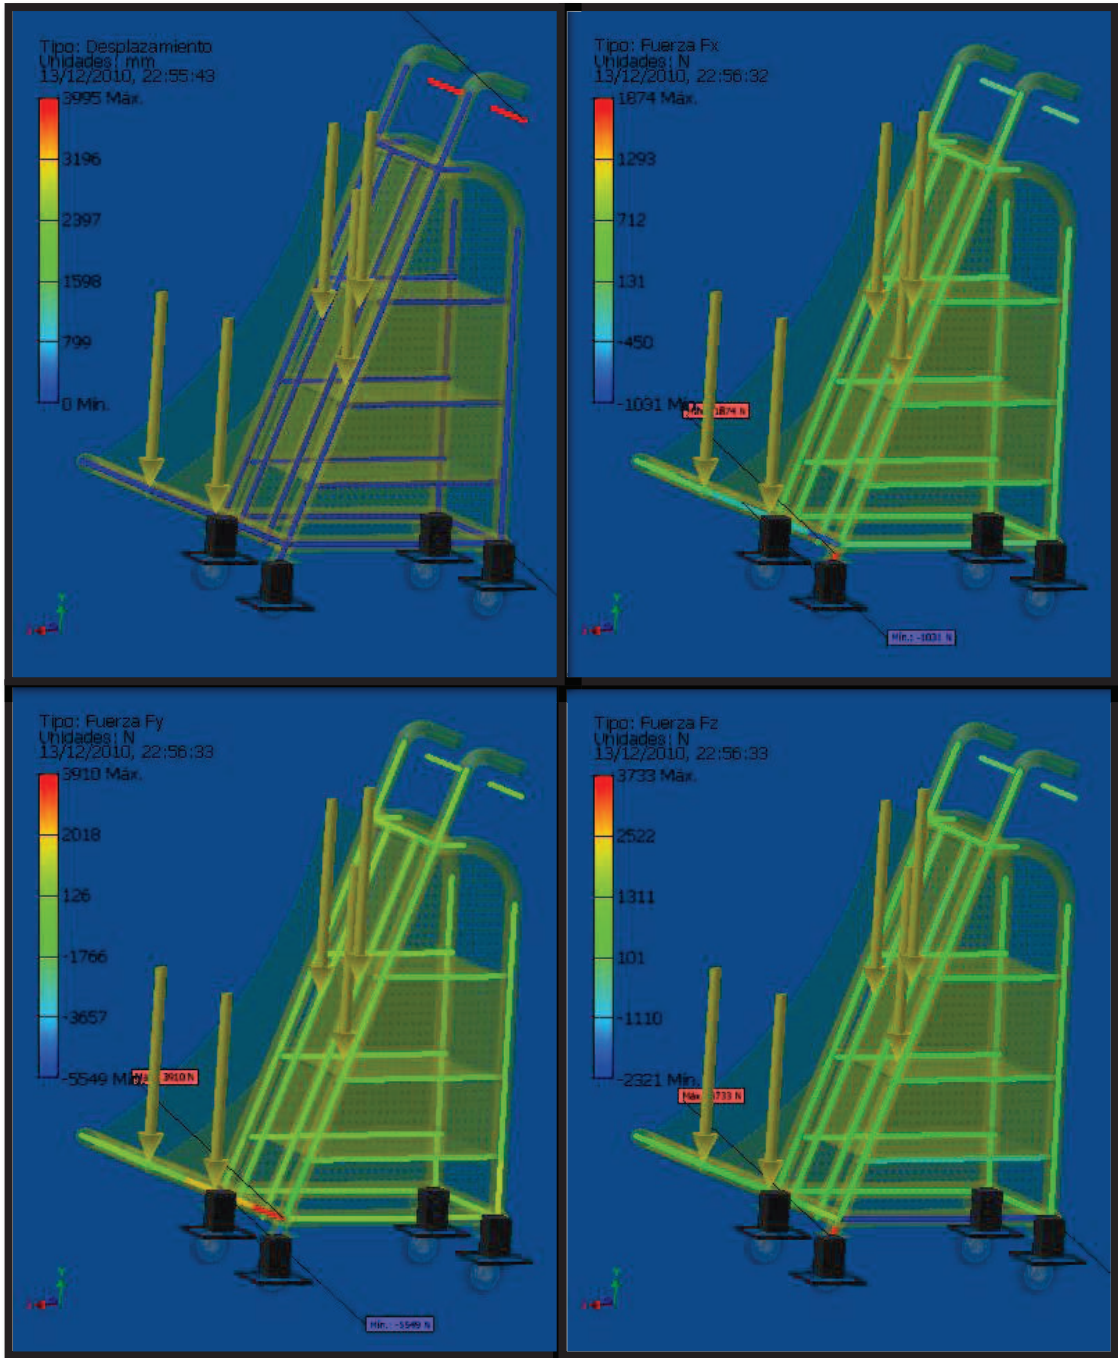 Tipo: Desplazamiento
Unidades: mm
13/12/2010, 22:55:43
3995 Máx.
3196
2397
1598
799
0 Mín.
Tipo: Fuerza Fx
Unidades: N
13/12/2010, 22:56:32
1874 Máx.
1293
712
131
-450
-1031 Mín.
1874 N
Mín.: -1031 N
Tipo: Fuerza Fy
Unidades: N
13/12/2010, 22:56:33
3910 Máx.
2018
126
-1766
-3657
-5549 Mín.
3910 N
Mín.: -5549 N
Tipo: Fuerza Fz
Unidades: N
13/12/2010, 22:56:33
3733 Máx.
2522
1311
101
-1110
-2321 Mín.
Máx. 3733 N